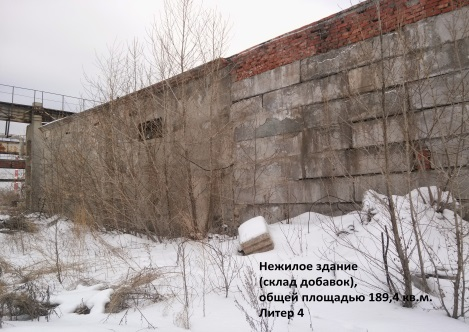 Нежилое здание
(склад добавок),
общей площадью 189,4 кв.м.
Литер 4